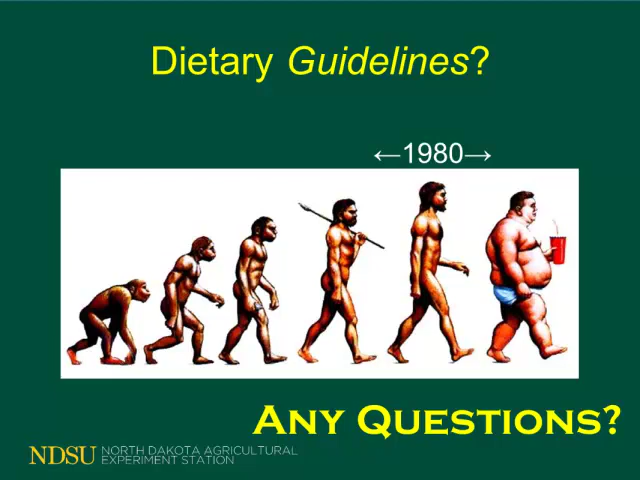 Dietary Guidelines?
←1980→
ANY QUESTIONS?
NDSU NORTH DAKOTA AGRICULTURAL
EXPERIMENT STATION